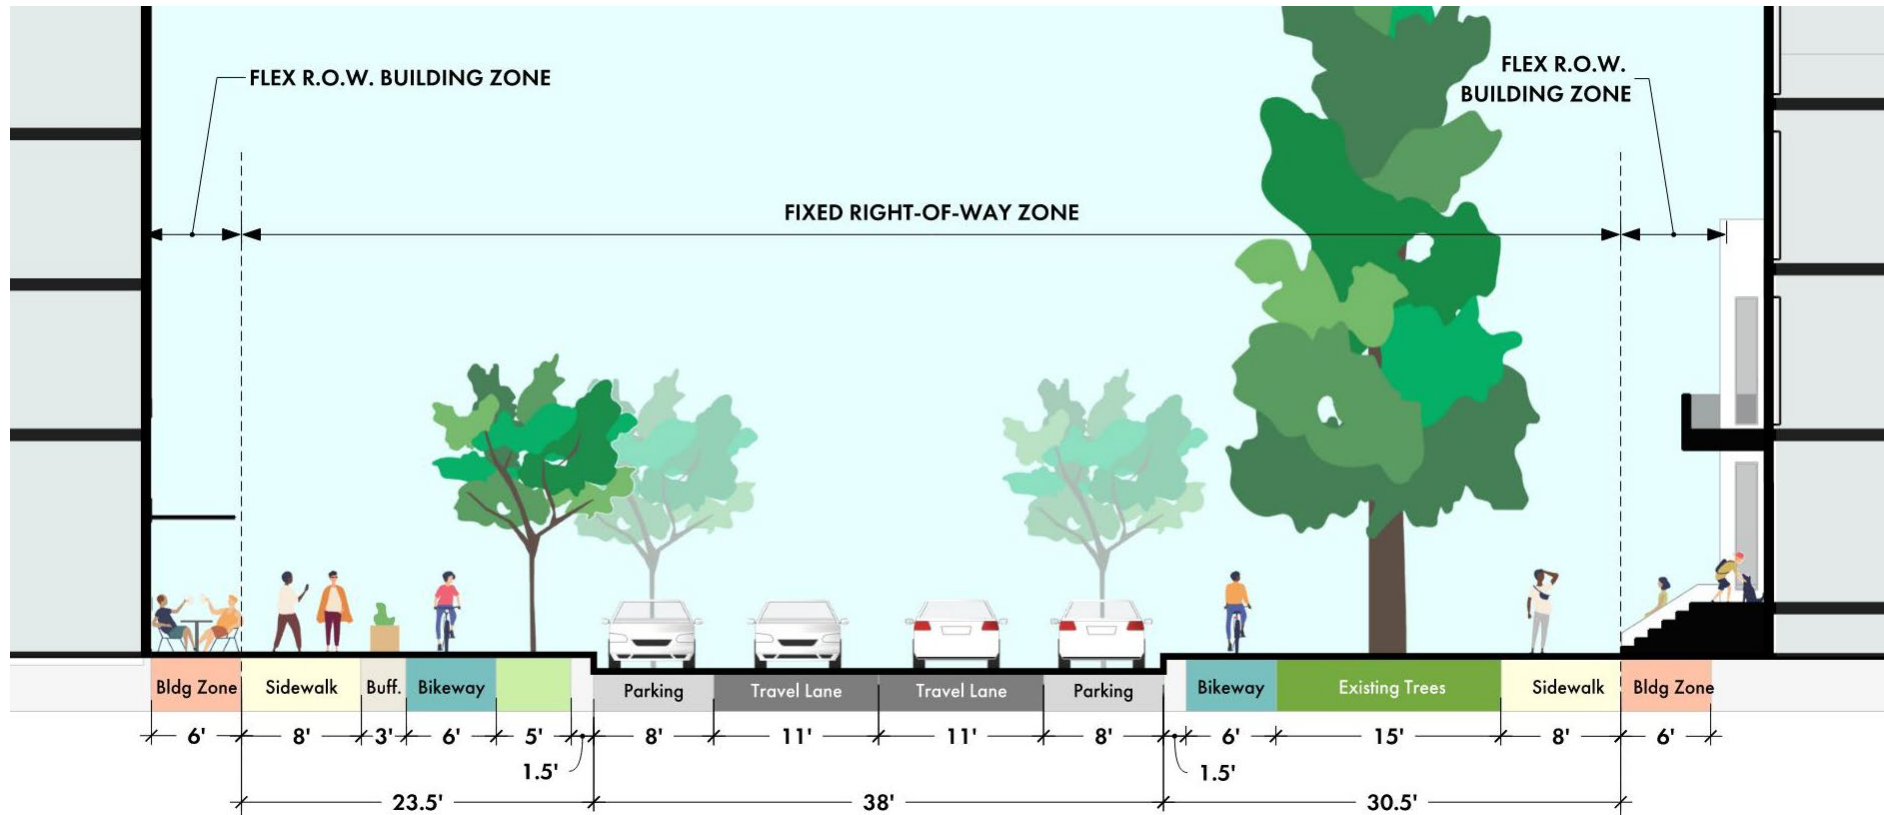 FLEX R.O.W. BUILDING ZONE
FLEX R.O.W.
BUILDING ZONE
FIXED RIGHT-OF-WAY ZONE
Bldg Zone Sidewalk Buff. Bikeway Parking Travel Lane Travel Lane Parking Bikeway Existing Trees Sidewalk Bldg Zone
6' 8' 3' 6' 5' 8' 11' 11' 8' 6' 15' 8' 6'
1.5' 1.5'
23.5' 38' 30.5'